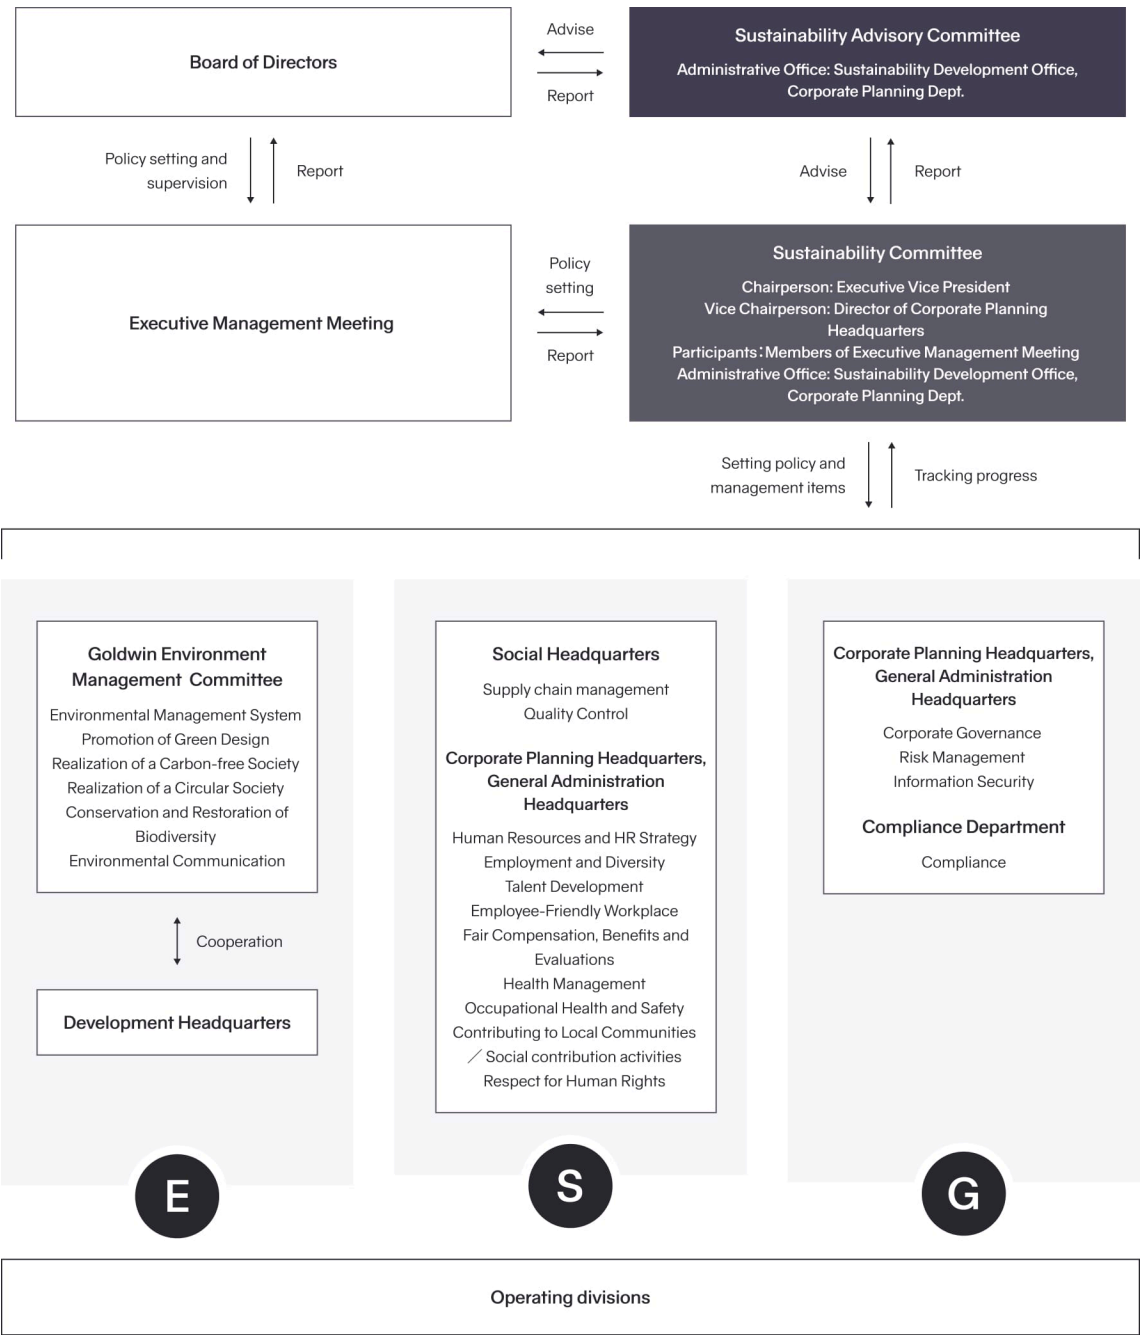 Board of Directors
Advise
Report
Sustainability Advisory Committee
Administrative Office: Sustainability Development Office,
Corporate Planning Dept.
Policy setting and
supervision
Report
Advise
Report
Executive Management Meeting
Policy
setting
Report
Sustainability Committee
Chairperson: Executive Vice President
Vice Chairperson: Director of Corporate Planning
Headquarters
Participants：Members of Executive Management Meeting
Administrative Office: Sustainability Development Office,
Corporate Planning Dept.
Setting policy and
management items
Tracking progress
Goldwin Environment
Management Committee
Environmental Management System
Promotion of Green Design
Realization of a Carbon-free Society
Realization of a Circular Society
Conservation and Restoration of
Biodiversity
Environmental Communication
Cooperation
Development Headquarters
E
Social Headquarters
Supply chain management
Quality Control
Corporate Planning Headquarters,
General Administration
Headquarters
Human Resources and HR Strategy
Employment and Diversity
Talent Development
Employee-Friendly Workplace
Fair Compensation, Benefits and
Evaluations
Health Management
Occupational Health and Safety
Contributing to Local Communities
／Social contribution activities
Respect for Human Rights
S
Corporate Planning Headquarters,
General Administration
Headquarters
Corporate Governance
Risk Management
Information Security
Compliance Department
Compliance
G
Operating divisions